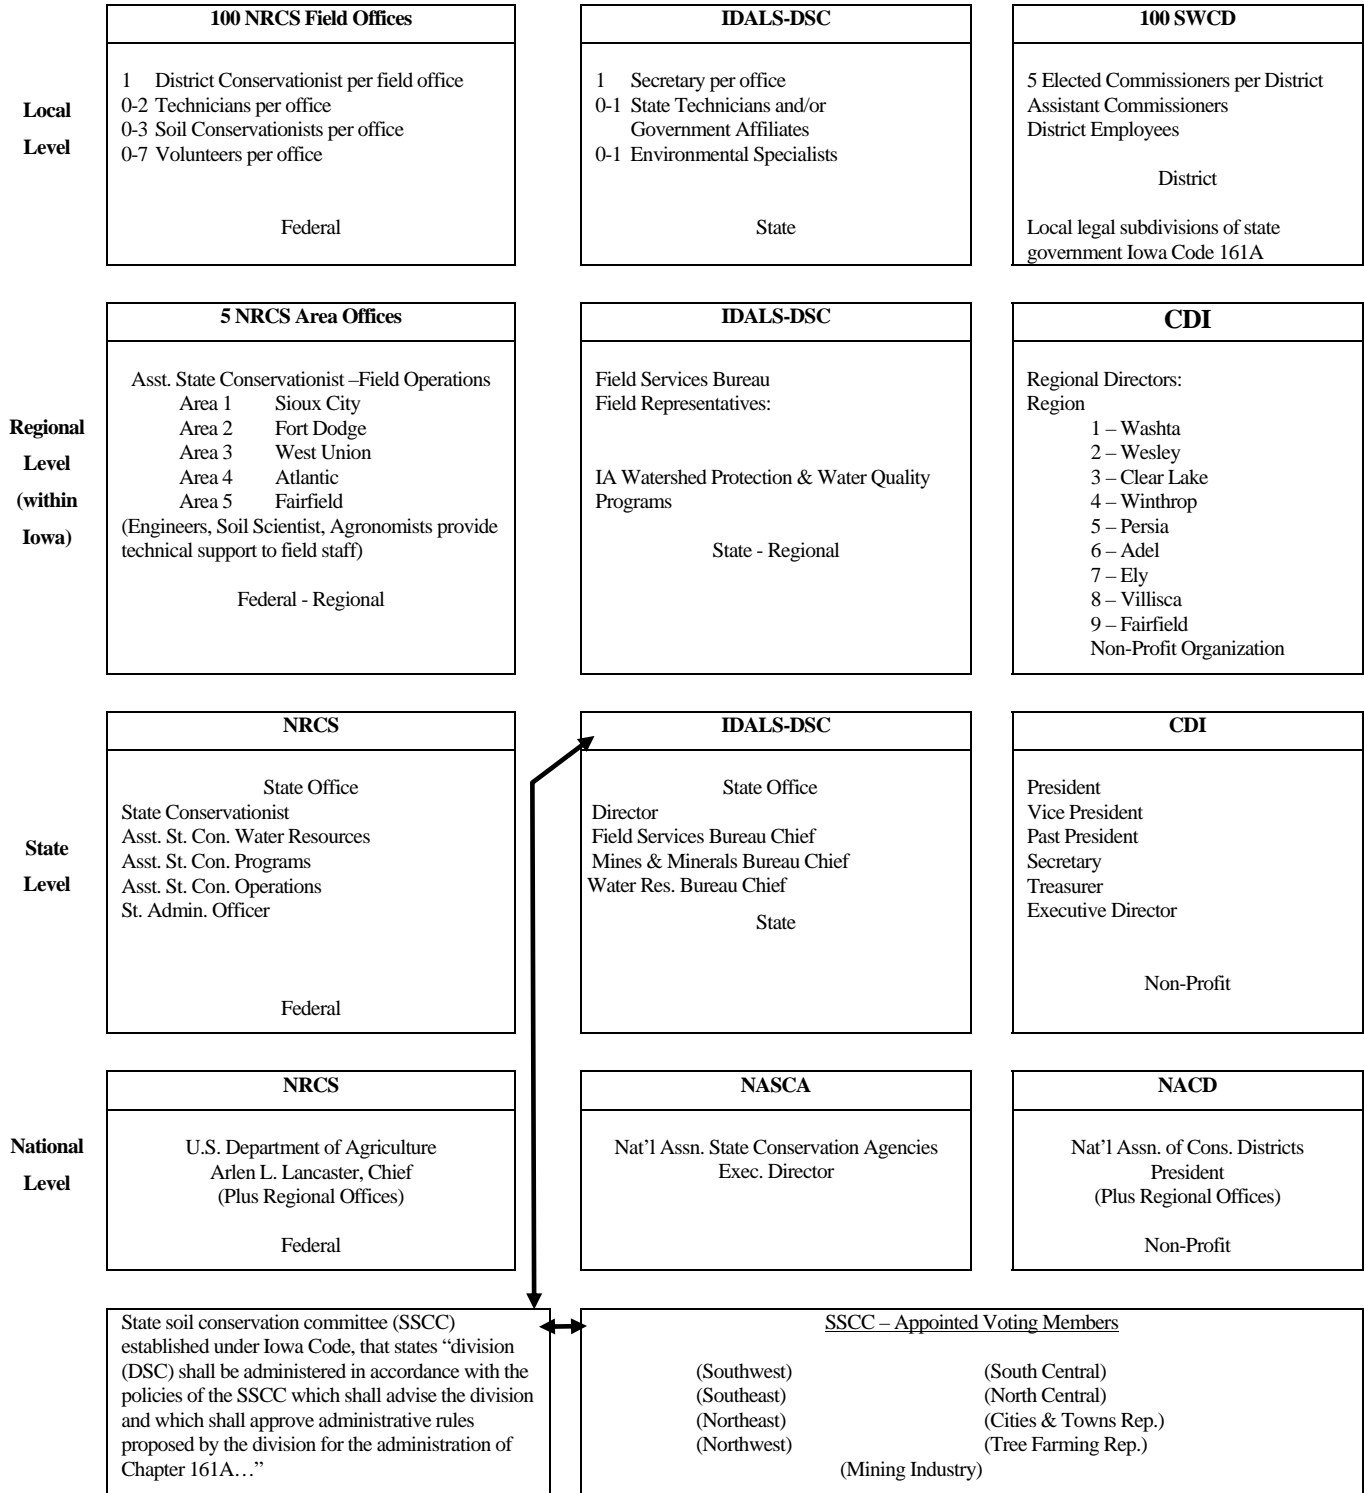 100 NRCS Field Offices
1 District Conservationist per field office
0-2 Technicians per office
0-3 Soil Conservationists per office
0-7 Volunteers per office
Federal
IDALS-DSC
1 Secretary per office
0-1 State Technicians and/or
Government Affiliates
0-1 Environmental Specialists
State
100 SWCD
5 Elected Commissioners per District
Assistant Commissioners
District Employees
District
Local legal subdivisions of state
government Iowa Code 161A
Local
Level
5 NRCS Area Offices
Asst. State Conservationist –Field Operations
Area 1 Sioux City
Area 2 Fort Dodge
Area 3 West Union
Area 4 Atlantic
Area 5 Fairfield
(Engineers, Soil Scientist, Agronomists provide
technical support to field staff)
Federal - Regional
IDALS-DSC
Field Services Bureau
Field Representatives:
IA Watershed Protection & Water Quality
Programs
State - Regional
CDI
Regional Directors:
Region
1 – Washta
2 – Wesley
3 – Clear Lake
4 – Winthrop
5 – Persia
6 – Adel
7 – Ely
8 – Villisca
9 – Fairfield
Non-Profit Organization
Regional
Level
(within
Iowa)
NRCS
State Office
State Conservationist
Asst. St. Con. Water Resources
Asst. St. Con. Programs
Asst. St. Con. Operations
St. Admin. Officer
Federal
IDALS-DSC
State Office
Director
Field Services Bureau Chief
Mines & Minerals Bureau Chief
Water Res. Bureau Chief
State
CDI
President
Vice President
Past President
Secretary
Treasurer
Executive Director
Non-Profit
State
Level
NRCS
U.S. Department of Agriculture
Arlen L. Lancaster, Chief
(Plus Regional Offices)
Federal
NASCA
Nat’l Assn. State Conservation Agencies
Exec. Director
NACD
Nat’l Assn. of Cons. Districts
President
(Plus Regional Offices)
Non-Profit
National
Level
State soil conservation committee (SSCC)
established under Iowa Code, that states “division
(DSC) shall be administered in accordance with the
policies of the SSCC which shall advise the division
and which shall approve administrative rules
proposed by the division for the administration of
Chapter 161A…”
SSCC – Appointed Voting Members
(Southwest) (South Central)
(Southeast) (North Central)
(Northeast) (Cities & Towns Rep.)
(Northwest) (Tree Farming Rep.)
(Mining Industry)